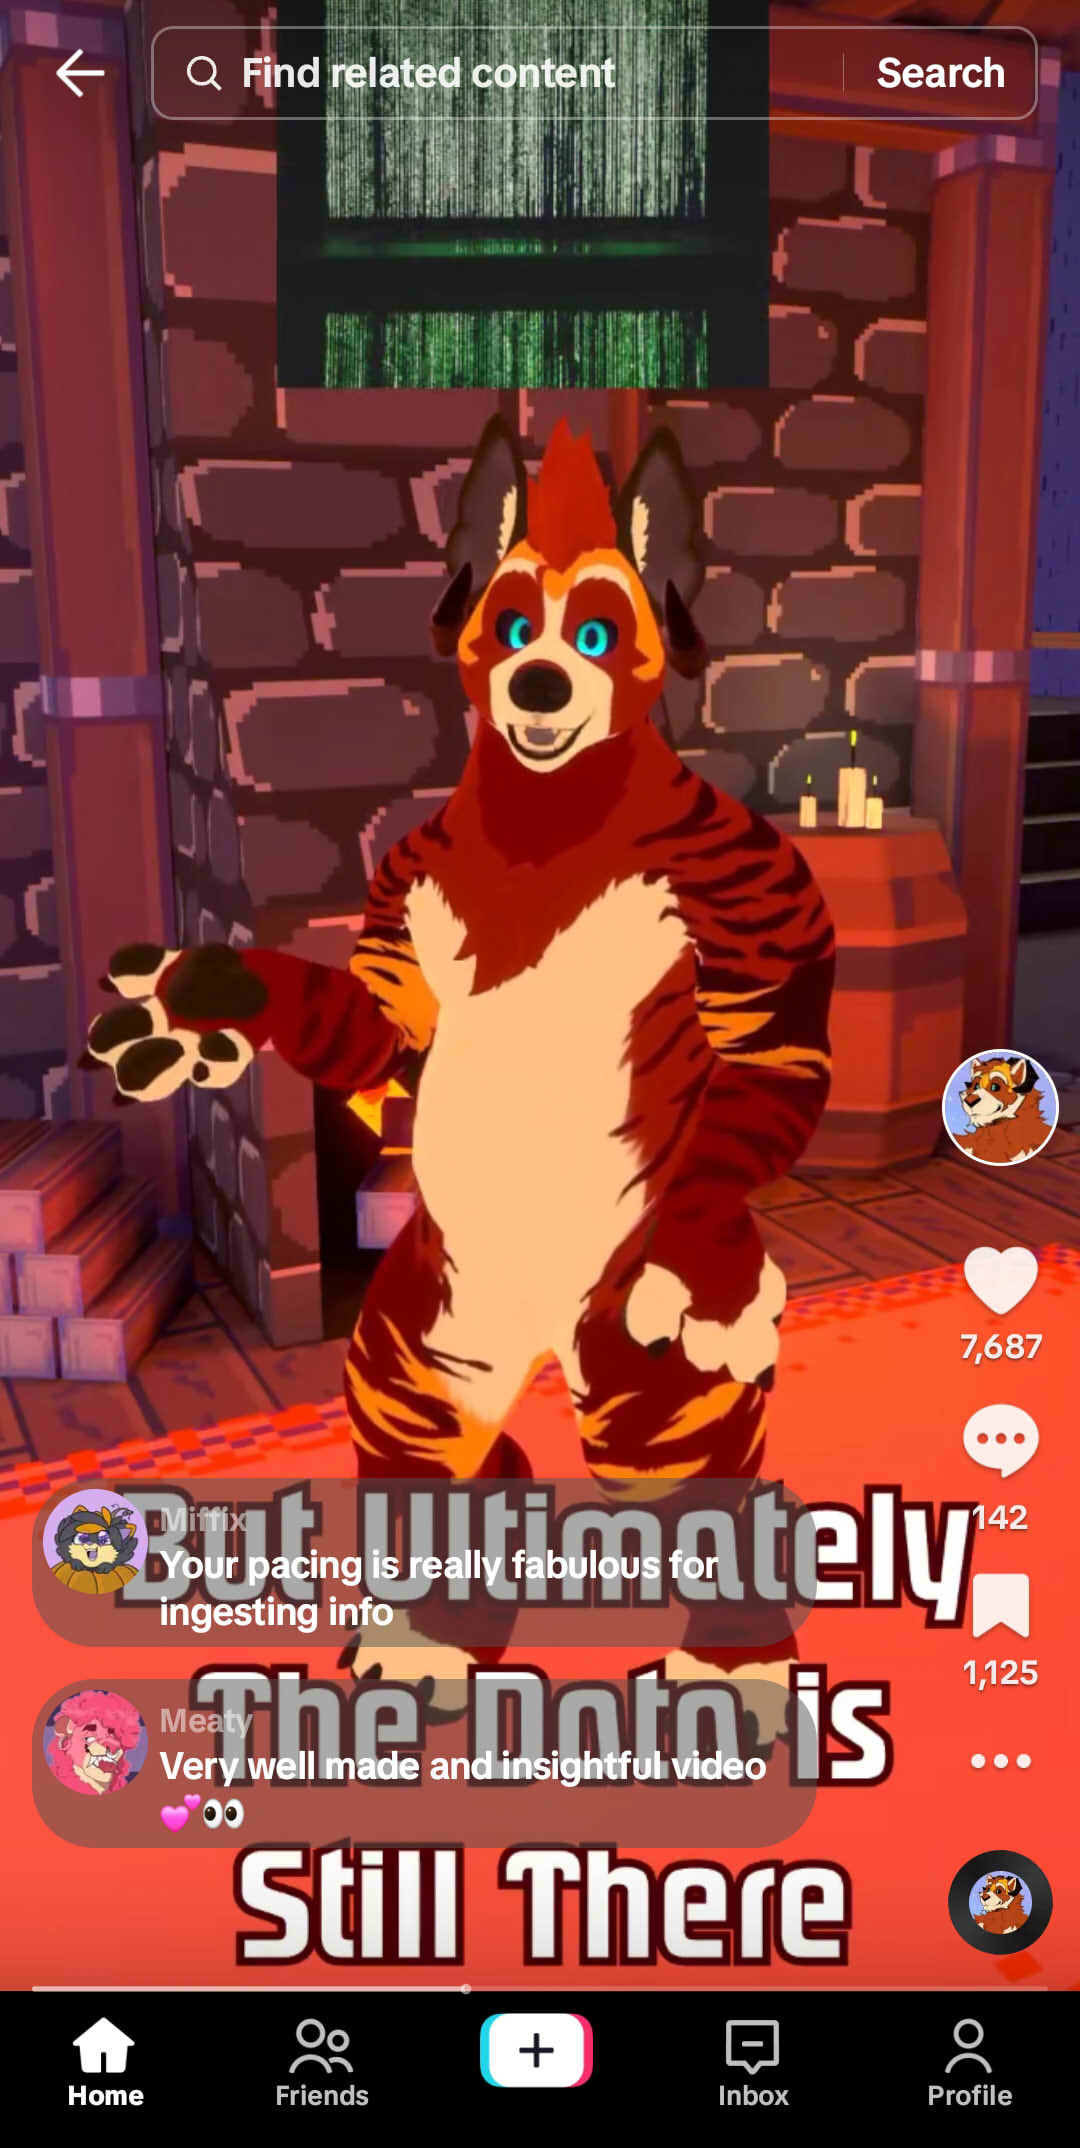 Find related content
Search
7,687
142
But Ultimately
Miffix
Your pacing is really fabulous for
ingesting info
1,125
The Data is
Meaty
Very well made and insightful video
💕👀
Still There
Home
Friends
Inbox
Profile